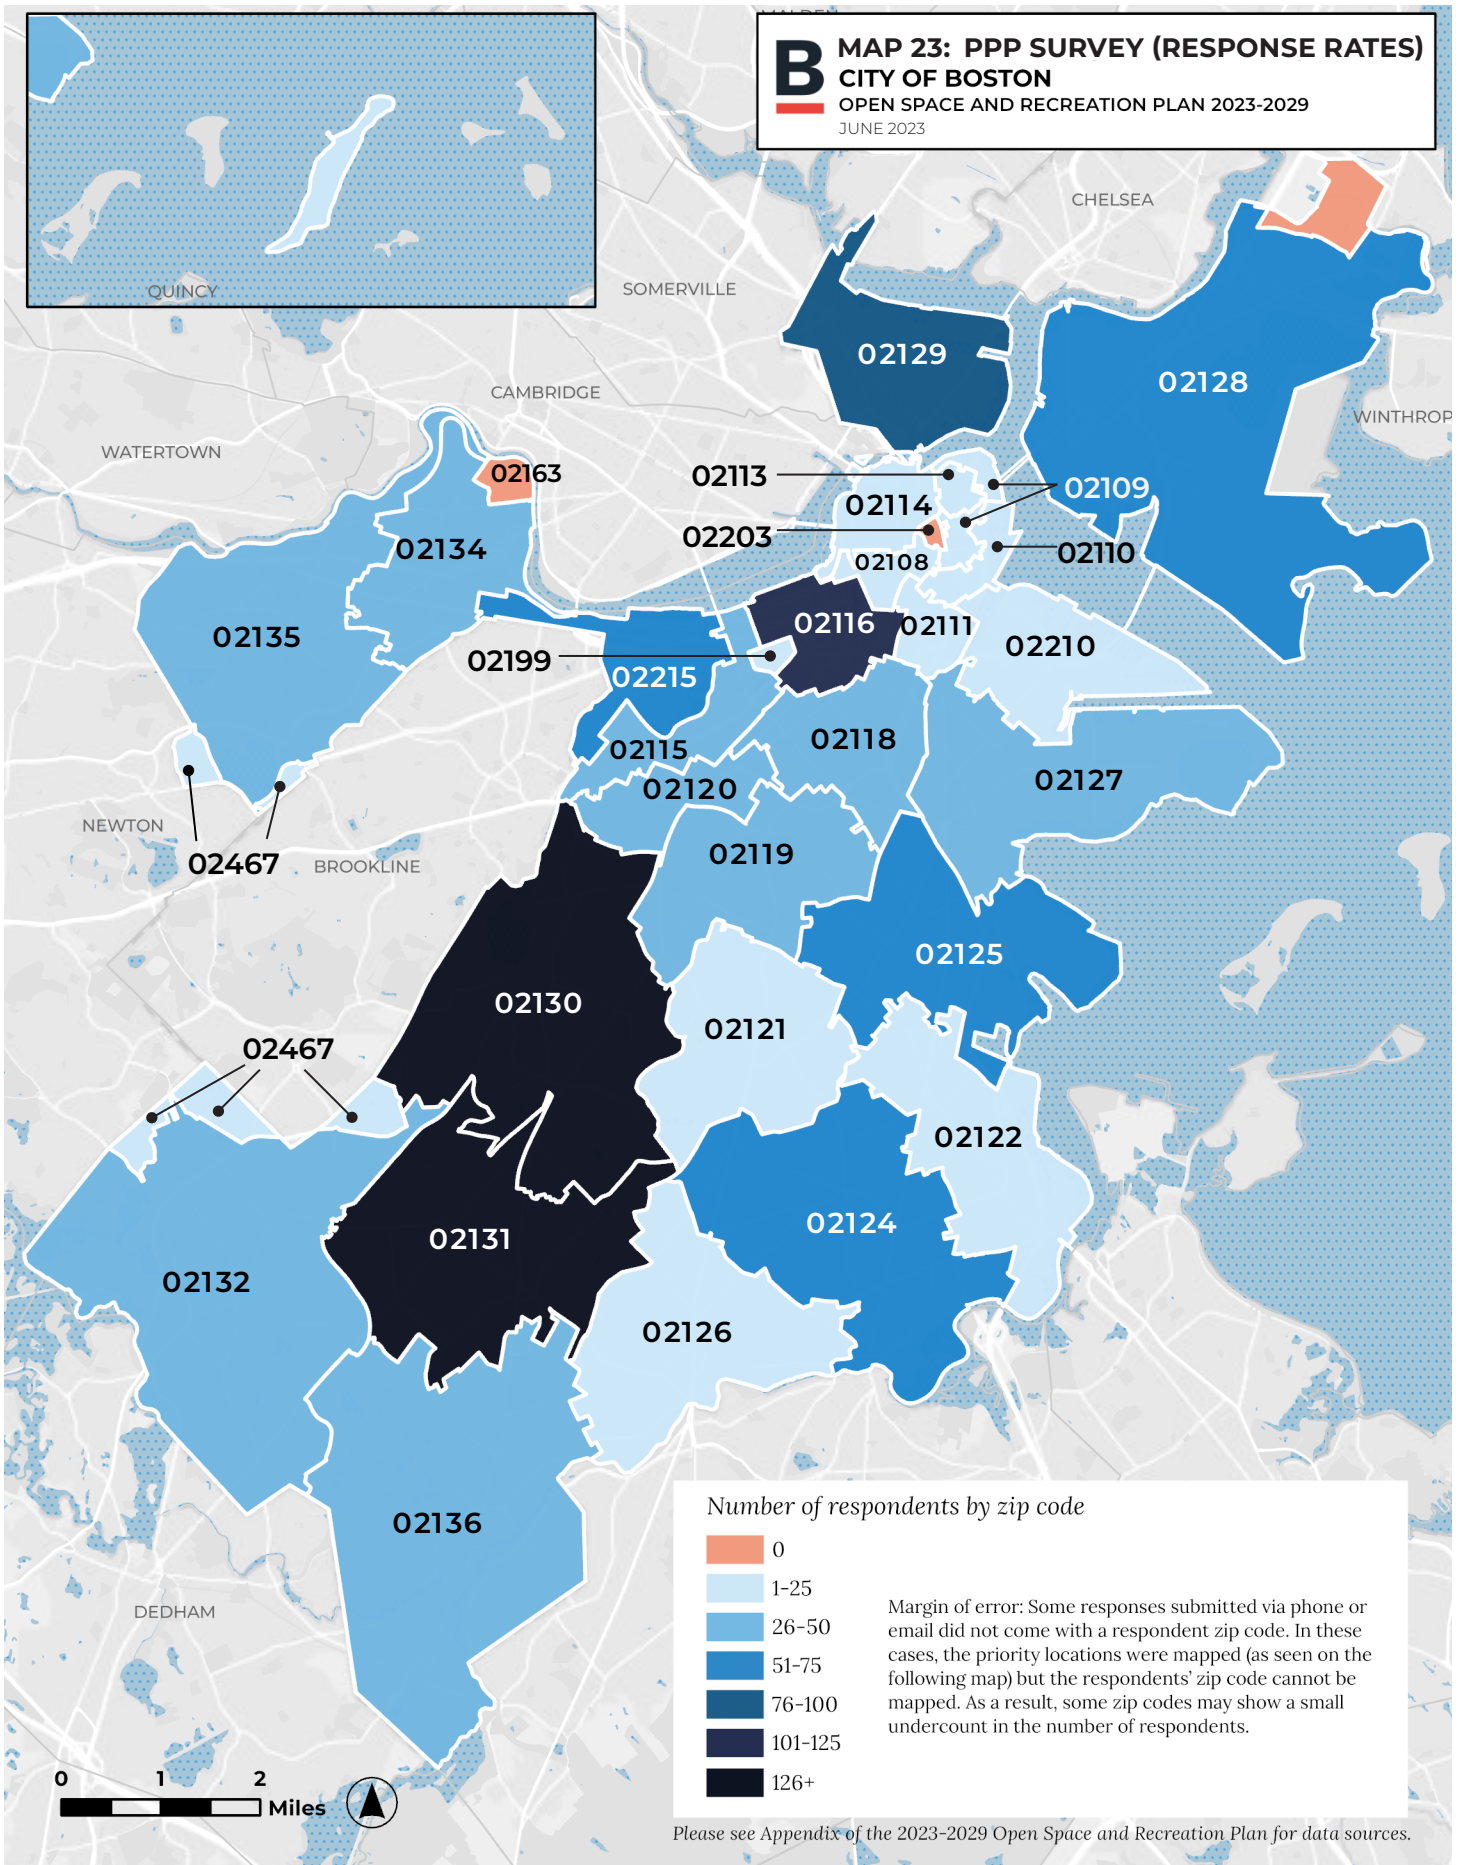 MAP 23: PPP SURVEY (RESPONSE RATES)
B
CITY OF BOSTON
OPEN SPACE AND RECREATION PLAN 2023-2029
JUNE 2023
MALDEN
CHELSEA
QUINCY
SOMERVILLE
02129
02128
CAMBRIDGE
WINTHROP
WATERTOWN
02163
02113
02109
02114
02203
02134
02110
02108
02135
02116
02111
02210
02199
02215
02118
02115
02127
02120
NEWTON
02119
02467
BROOKLINE
02125
02130
02121
02467
02122
02124
02131
02132
02126
02136
DEDHAM
Number of respondents by zip code
0
1-25
26-50
51-75
76-100
101-125
126+
Margin of error: Some responses submitted via phone or
email did not come with a respondent zip code. In these
cases, the priority locations were mapped (as seen on the
following map) but the respondents' zip code cannot be
mapped. As a result, some zip codes may show a small
undercount in the number of respondents.
0 1 2
Miles
Please see Appendix of the 2023-2029 Open Space and Recreation Plan for data sources.